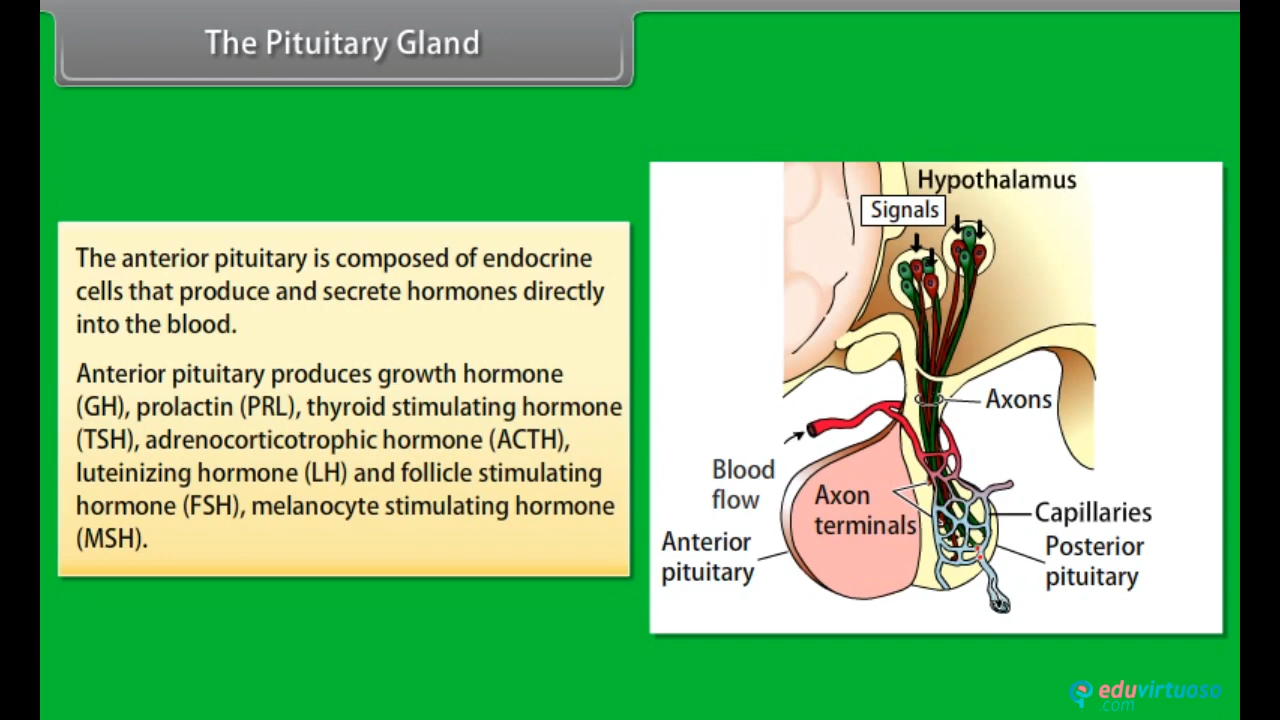 The Pituitary Gland
The anterior pituitary is composed of endocrine
cells that produce and secrete hormones directly
into the blood.
Anterior pituitary produces growth hormone
(GH), prolactin (PRL), thyroid stimulating hormone
(TSH), adrenocorticotrophic hormone (ACTH),
luteinizing hormone (LH) and follicle stimulating
hormone (FSH), melanocyte stimulating hormone
(MSH).
Hypothalamus
Signals
Axons
Blood
flow
Axon
terminals
Capillaries
Anterior
pituitary
Posterior
pituitary
eduvirtuoso
.com